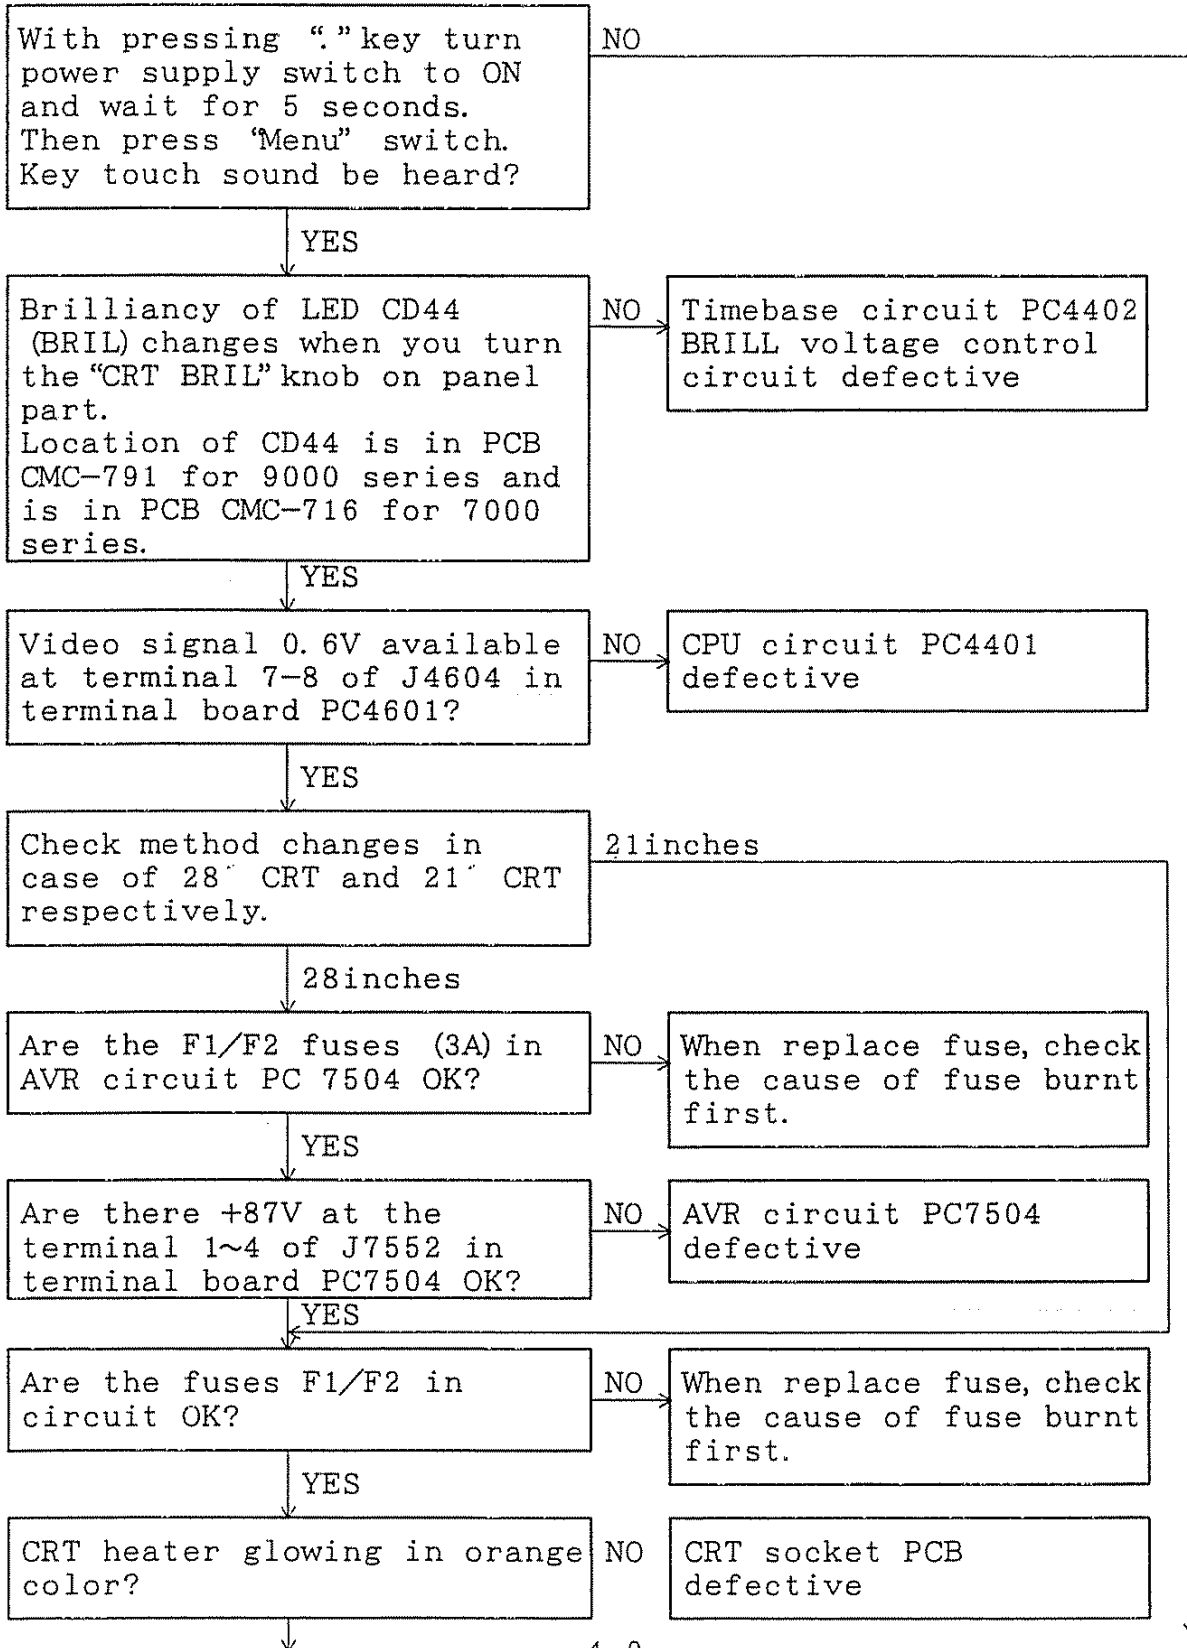 With pressing “.” key turn
power supply switch to ON
and wait for 5 seconds.
Then press “Menu” switch.
Key touch sound be heard?
NO
YES
Brilliancy of LED CD44
(BRIL) changes when you turn
the “CRT BRIL” knob on panel
part.
Location of CD44 is in PCB
CMC-791 for 9000 series and
is in PCB CMC-716 for 7000
series.
NO
Timebase circuit PC4402
BRILL voltage control
circuit defective
YES
Video signal 0.6V available
at terminal 7-8 of J4604 in
terminal board PC4601?
NO
CPU circuit PC4401
defective
YES
Check method changes in
case of 28" CRT and 21" CRT
respectively.
21inches
28inches
Are the F1/F2 fuses (3A) in
AVR circuit PC 7504 OK?
NO
When replace fuse, check
the cause of fuse burnt
first.
YES
Are there +87V at the
terminal 1~4 of J7552 in
terminal board PC7504 OK?
NO
AVR circuit PC7504
defective
YES
Are the fuses F1/F2 in
circuit OK?
NO
When replace fuse, check
the cause of fuse burnt
first.
YES
CRT heater glowing in orange
color?
NO
CRT socket PCB
defective